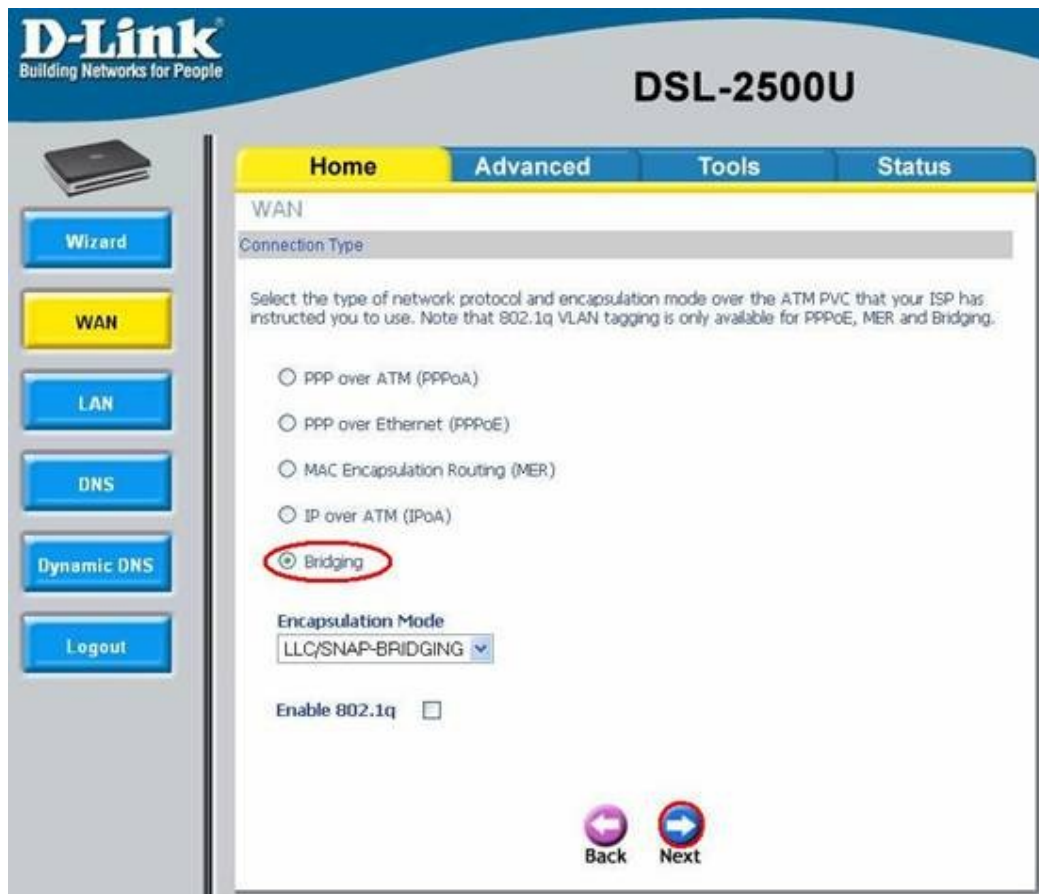 D-Link
Building Networks for People
DSL-2500U
Home Advanced Tools Status
Wizard
WAN
LAN
DNS
Dynamic DNS
Logout
WAN
Connection Type
Select the type of network protocol and encapsulation mode over the ATM PVC that your ISP has
instructed you to use. Note that 802.1q VLAN tagging is only available for PPPoE, MER and Bridging.
PPP over ATM (PPPoA)
PPP over Ethernet (PPPoE)
MAC Encapsulation Routing (MER)
IP over ATM (IPoA)
Bridging
Encapsulation Mode
LLC/SNAP-BRIDGING
Enable 802.1q
Back Next